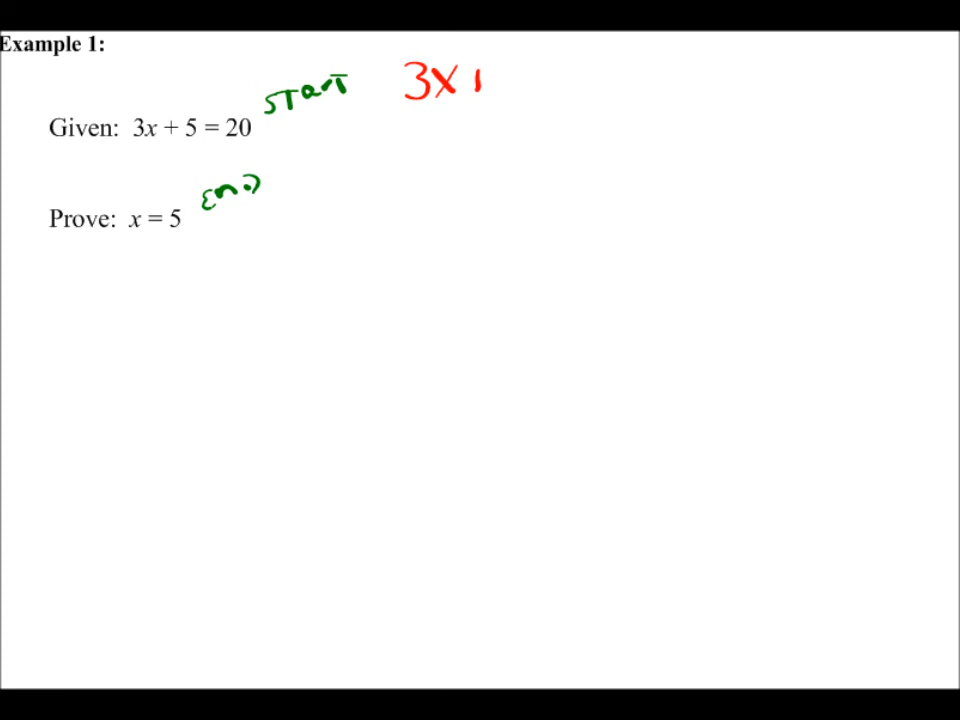 Example 1:
start 3x
Given: 3x + 5 = 20
end
Prove: x = 5